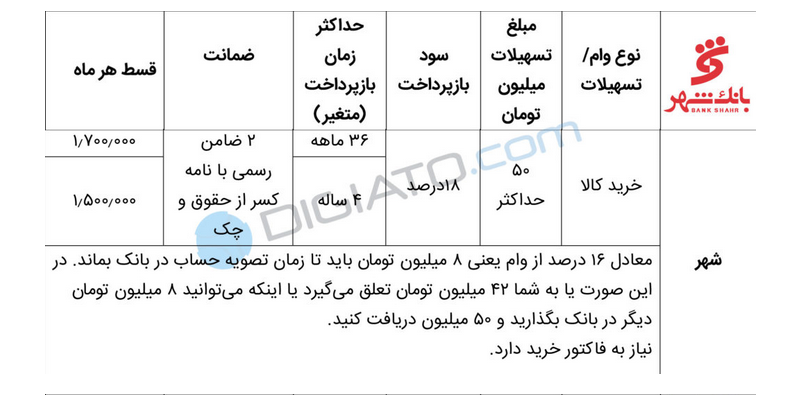 بانک شهر
BANK SHAHR
نوع وام/
تسهیلات
مبلغ
تسهیلات
میلیون
تومان
سود
بازپرداخت
حداکثر
زمان
بازپرداخت
(متغیر)
ضمانت
قسط هر ماه
شهر
خرید کالا
۵۰
حداکثر
۱۸درصد
۳۶ ماهه
۴ ساله
۲ ضامن
رسمی با نامه
کسر از حقوق و
چک
۱٫۷۰۰٫۰۰۰
۱٫۵۰۰٫۰۰۰
معادل ۱۶ درصد از وام یعنی ۸ میلیون تومان باید تا زمان تصویه حساب در بانک بماند. در
این صورت یا به شما ۴۲ میلیون تومان تعلق می‌گیرد یا اینکه می‌توانید ۸ میلیون تومان
دیگر در بانک بگذارید و ۵۰ میلیون دریافت کنید.
نیاز به فاکتور خرید دارد.
DIGIATO.com